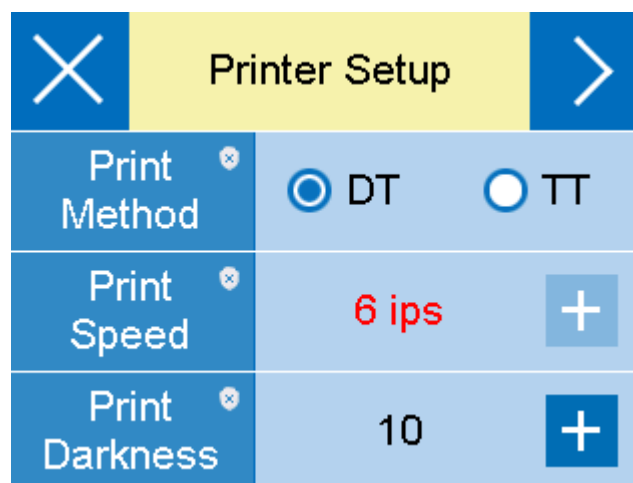 Printer Setup
Print
Method
DT
TT
Print
Speed
6 ips
Print
Darkness
10